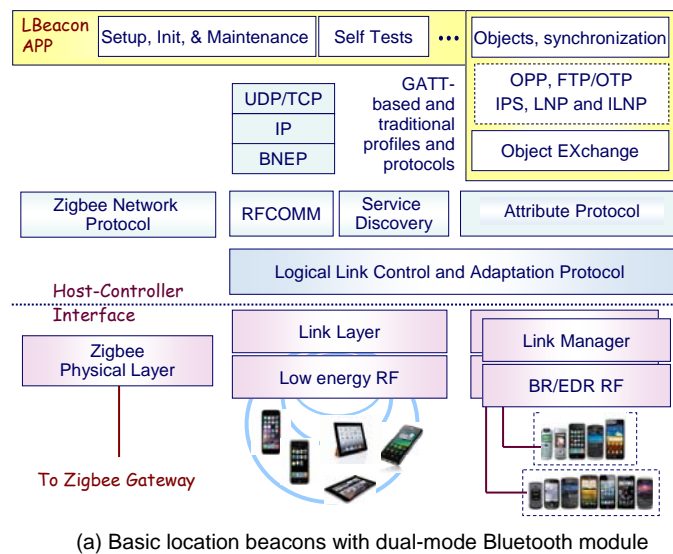 LBeacon
APP
Setup, Init, & Maintenance
Self Tests
•••
Objects, synchronization
OPP, FTP/OTP
IPS, LNP and ILNP
Object EXchange
UDP/TCP
IP
BNEP
GATT-
based and
traditional
profiles and
protocols
Zigbee Network
Protocol
RFCOMM
Service
Discovery
Attribute Protocol
Logical Link Control and Adaptation Protocol
Host-Controller
Interface
Zigbee
Physical Layer
Link Layer
Low energy RF
Link Manager
BR/EDR RF
To Zigbee Gateway
(a) Basic location beacons with dual-mode Bluetooth module